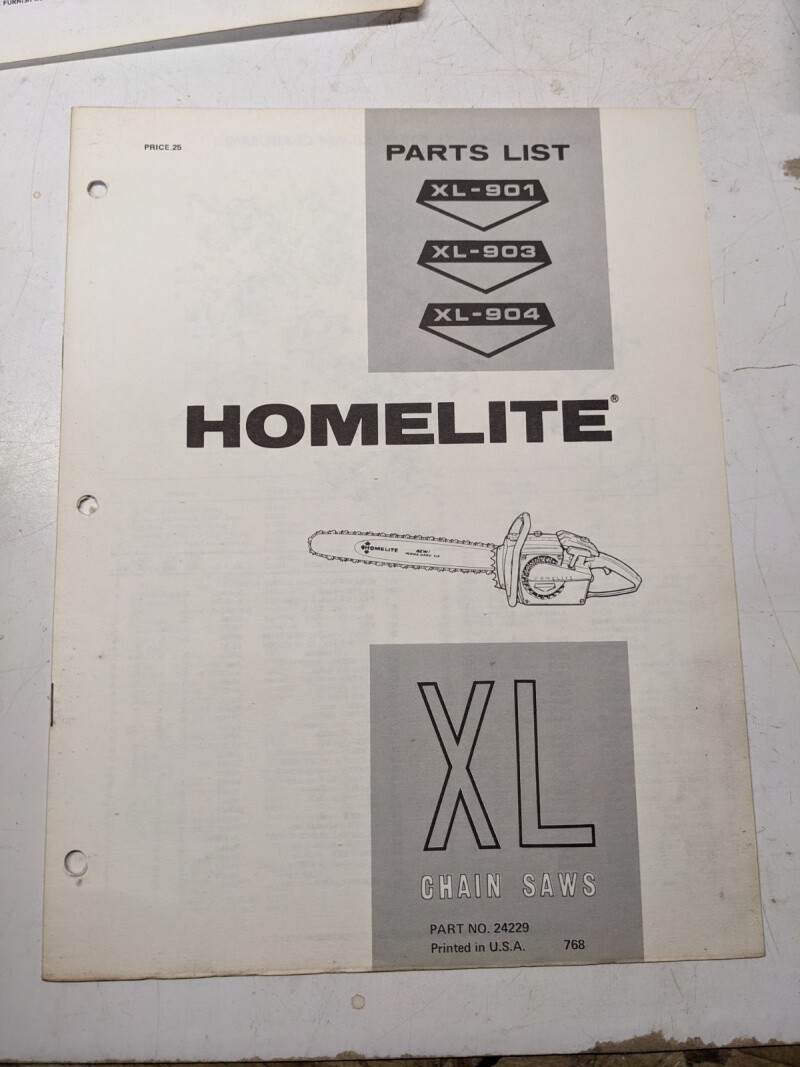 PRICE.25
PARTS LIST
XL-901
XL-903
XL-904
HOMELITE®
HOMELITE
HOMELITE
XL
CHAIN SAWS
PART NO. 24229
Printed in U.S.A. 768